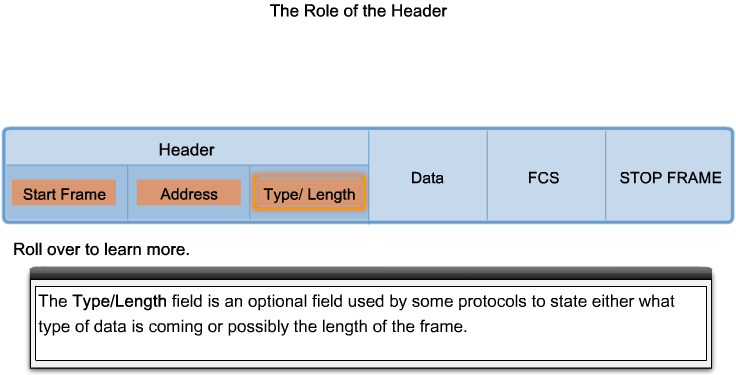 The Role of the Header
Header
Start Frame
Address
Type/ Length
Data
FCS
STOP FRAME
Roll over to learn more.
The Type/Length field is an optional field used by some protocols to state either what
type of data is coming or possibly the length of the frame.